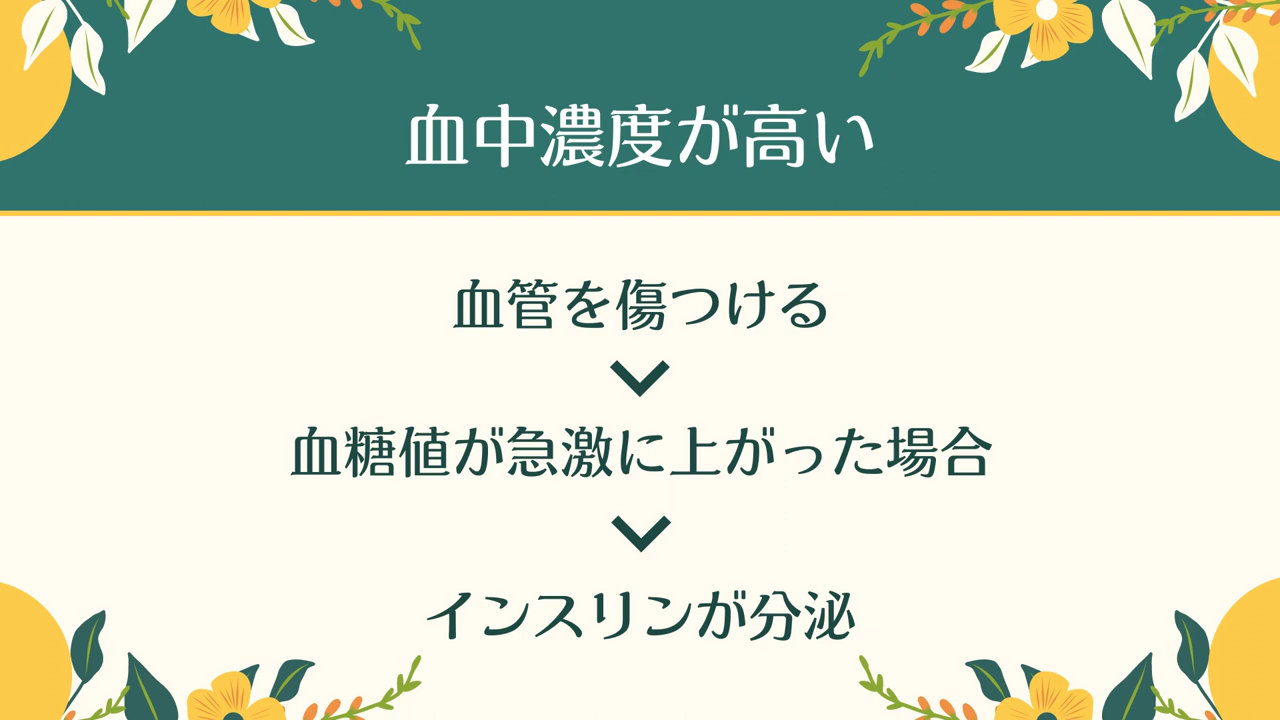 血中濃度が高い
血管を傷つける
血糖値が急激に上がった場合
インスリンが分泌